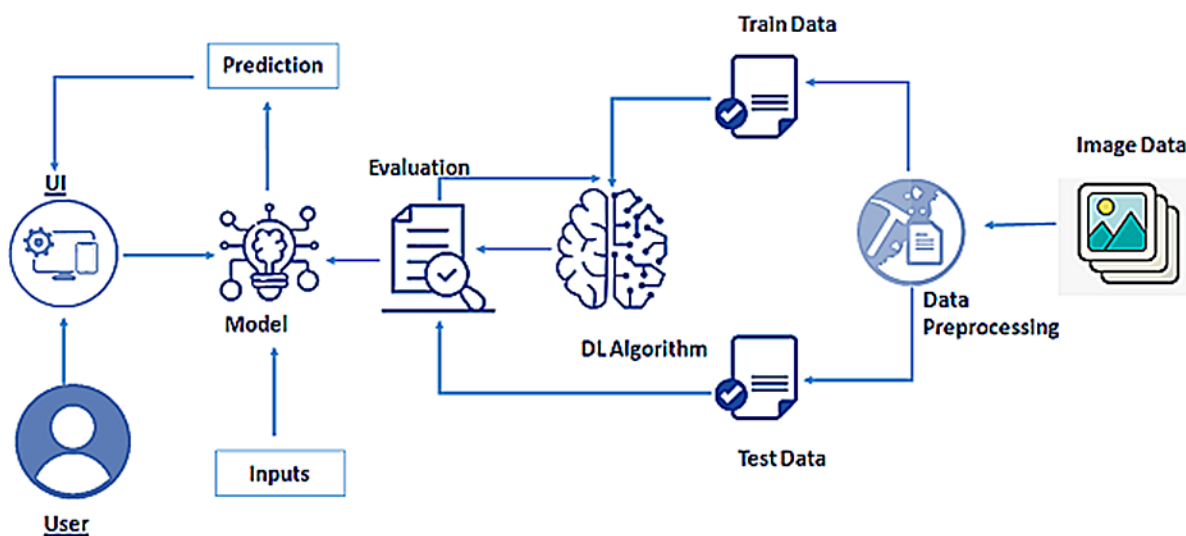 Train Data
Prediction
Image Data
Evaluation
UI
Data
Preprocessing
Model
DL Algorithm
Test Data
Inputs
User